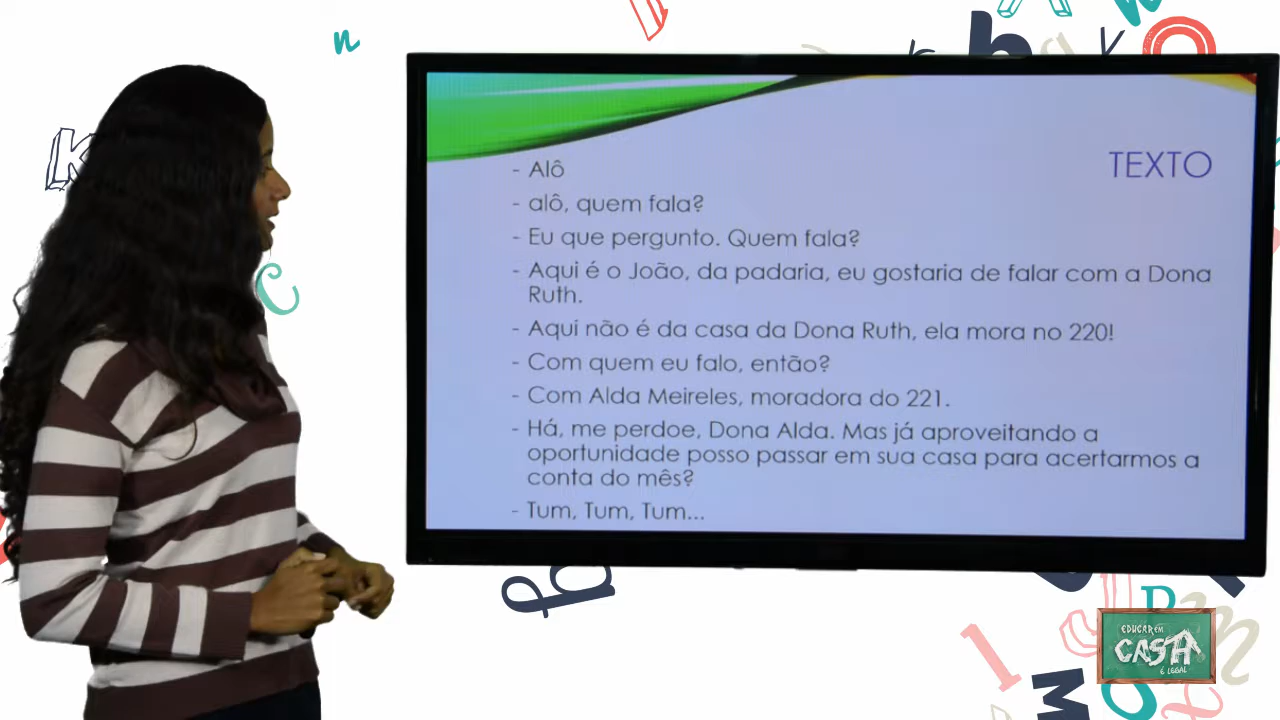 TEXTO
- Alô
- alô, quem fala?
- Eu que pergunto. Quem fala?
- Aqui é o João, da padaria, eu gostaria de falar com a Dona
Ruth.
- Aqui não é da casa da Dona Ruth, ela mora no 220!
- Com quem eu falo, então?
- Com Alda Meireles, moradora do 221.
- Há, me perdoe, Dona Alda. Mas já aproveitando a
oportunidade posso passar em sua casa para acertarmos a
conta do mês?
- Tum, Tum, Tum...
EDUCAR EM
CASA
É LEGAL